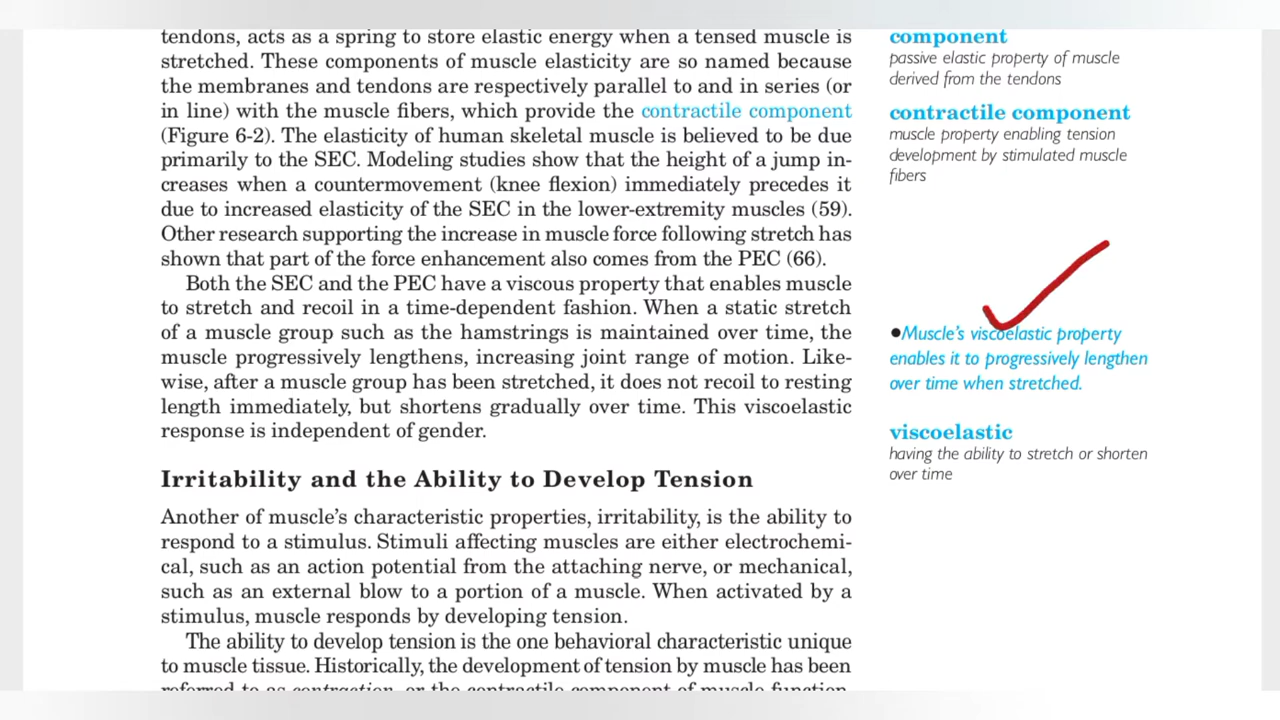 tendons, acts as a spring to store elastic energy when a tensed muscle is
stretched. These components of muscle elasticity are so named because
the membranes and tendons are respectively parallel to and in series (or
in line) with the muscle fibers, which provide the contractile component
(Figure 6-2). The elasticity of human skeletal muscle is believed to be due
primarily to the SEC. Modeling studies show that the height of a jump in-
creases when a countermovement (knee flexion) immediately precedes it
due to increased elasticity of the SEC in the lower-extremity muscles (59).
Other research supporting the increase in muscle force following stretch has
shown that part of the force enhancement also comes from the PEC (66).
Both the SEC and the PEC have a viscous property that enables muscle
to stretch and recoil in a time-dependent fashion. When a static stretch
of a muscle group such as the hamstrings is maintained over time, the
muscle progressively lengthens, increasing joint range of motion. Like-
wise, after a muscle group has been stretched, it does not recoil to resting
length immediately, but shortens gradually over time. This viscoelastic
response is independent of gender.
Irritability and the Ability to Develop Tension
Another of muscle's characteristic properties, irritability, is the ability to
respond to a stimulus. Stimuli affecting muscles are either electrochemi-
cal, such as an action potential from the attaching nerve, or mechanical,
such as an external blow to a portion of a muscle. When activated by a
stimulus, muscle responds by developing tension.
The ability to develop tension is the one behavioral characteristic unique
to muscle tissue. Historically, the development of tension by muscle has been
referred to as contraction, or the contractile component of muscle function.
component
passive elastic property of muscle
derived from the tendons
contractile component
muscle property enabling tension
development by stimulated muscle
fibers
●Muscle's viscoelastic property
enables it to progressively lengthen
over time when stretched.
viscoelastic
having the ability to stretch or shorten
over time